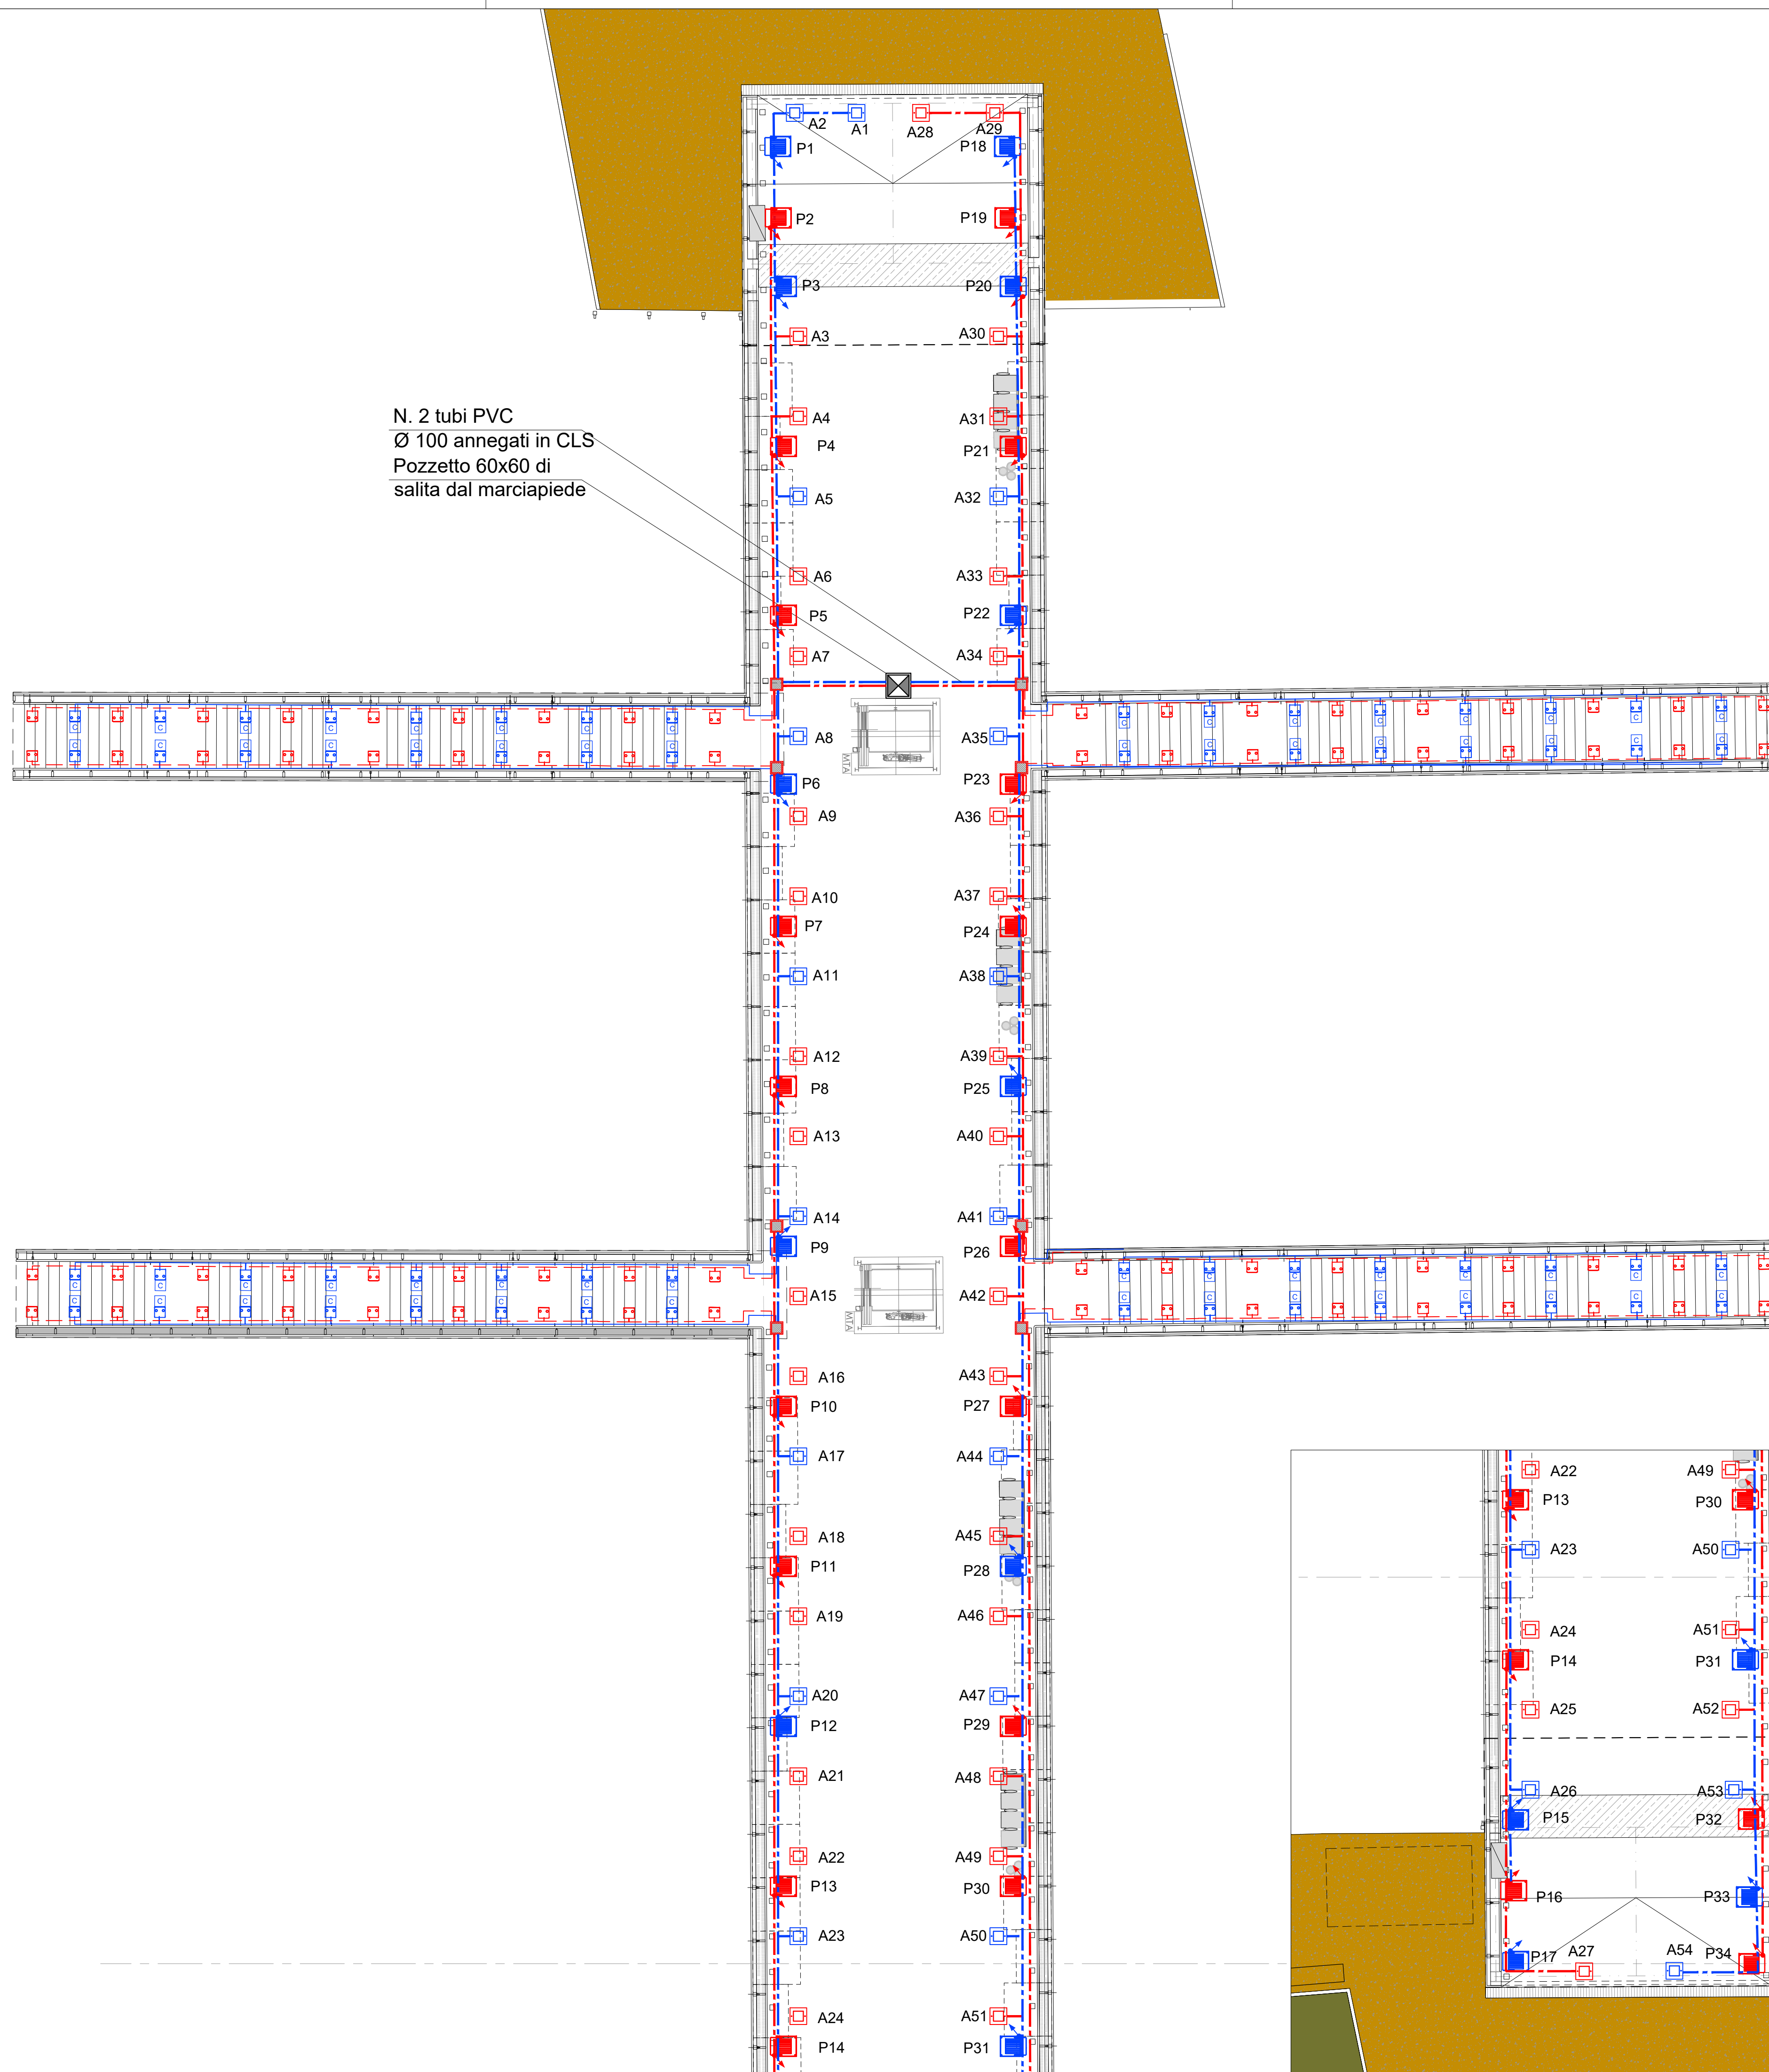 A2
A1
A28
A29
P1
P18
P2
P19
P3
P20
A3
A30
N. 2 tubi PVC
Ø 100 annegati in CLS
Pozzetto 60x60 di
salita dal marciapiede
A4
A31
P4
P21
A5
A32
A6
A33
P5
P22
A7
A34
A8
A35
MTA
P6
P23
A9
A36
A10
A37
P7
P24
A11
A38
A12
A39
P8
P25
A13
A40
A14
A41
P9
P26
A15
A42
MTA
A16
A43
P10
P27
A17
A44
A18
A45
P11
P28
A19
A46
A20
A47
P12
P29
A21
A48
A22
A49
P13
P30
A23
A50
A24
A51
P14
P31
A22
A49
P13
P30
A23
A50
A24
A51
P14
P31
A25
A52
A26
A53
P15
P32
P16
P33
P17
A27
A54
P34
C C C C C C C C
C C C C C C C C
C C C C C C C C
C C C C C C C C
C C C C C C C C
C C C C C C C C
C C C C C C C C
C C C C C C C C